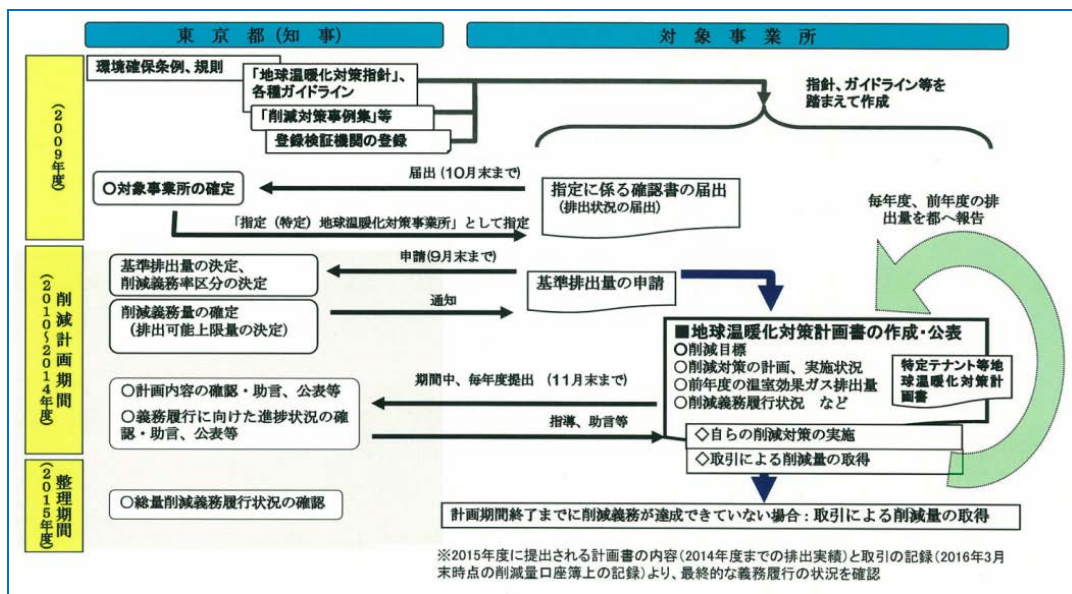 東京都(知事)
対象事業所
(2009年度)
環境確保条例、規則
「地球温暖化対策指針」、
各種ガイドライン
「削減対策事例集」等
登録検証機関の登録
指針、ガイドライン等を
踏まえて作成
届出(10月末まで)
○対象事業所の確定
指定に係る確認書の届出
(排出状況の届出)
「指定(特定)地球温暖化対策事業所」として指定
毎年度、前年度の排
出量を都へ報告
削減計画期間
(2010~2014年度)
申請(9月末まで)
基準排出量の決定、
削減義務率区分の決定
基準排出量の申請
通知
削減義務量の確定
(排出可能上限量の決定)
■地球温暖化対策計画書の作成・公表
○削減目標
○削減対策の計画、実施状況
○前年度の温室効果ガス排出量
○削減義務履行状況 など
特定テナント等地
球温暖化対策計
画書
期間中、毎年度提出 (11月末まで)
○計画内容の確認・助言、公表等
○義務履行に向けた進捗状況の確
認・助言、公表等
指導、助言等
◇自らの削減対策の実施
◇取引による削減量の取得
整理期間
(2015年度)
○総量削減義務履行状況の確認
計画期間終了までに削減義務が達成できていない場合:取引による削減量の取得
※2015年度に提出される計画書の内容(2014年度までの排出実績)と取引の記録(2016年3月
末時点の削減量口座簿上の記録)より、最終的な義務履行の状況を確認